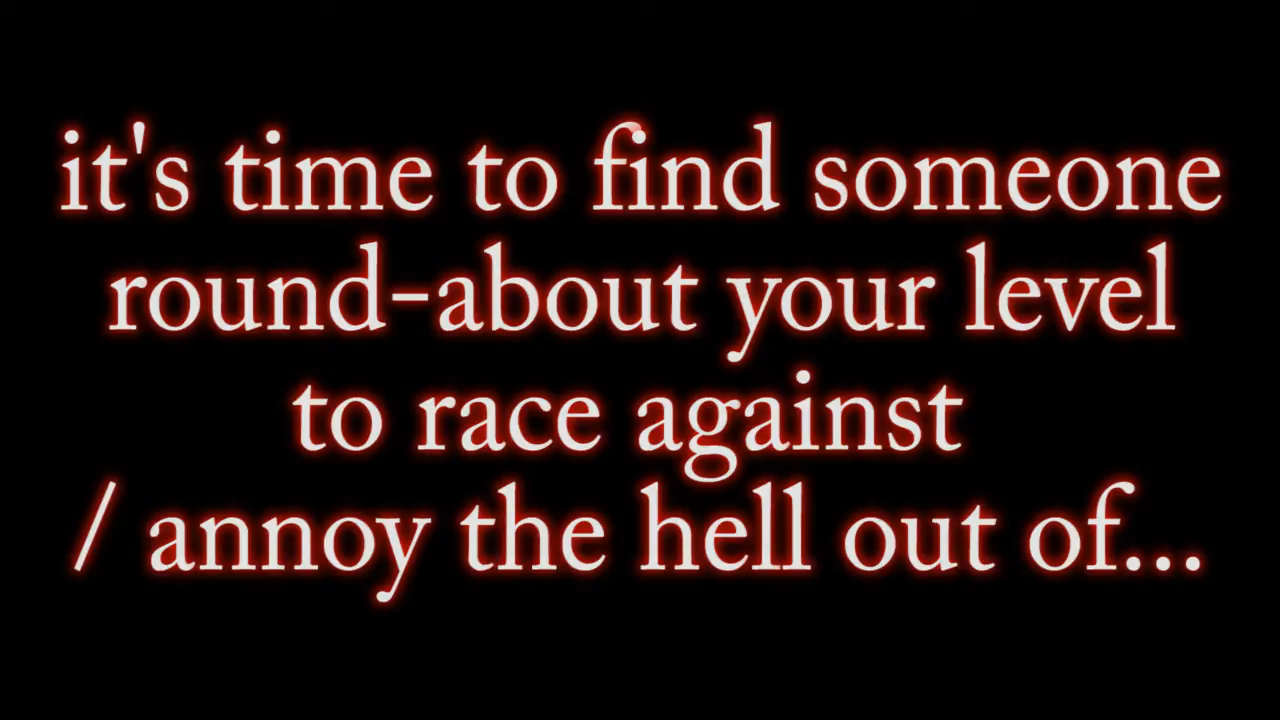 it's time to find someone
round-about your level
to race against
/ annoy the hell out of...